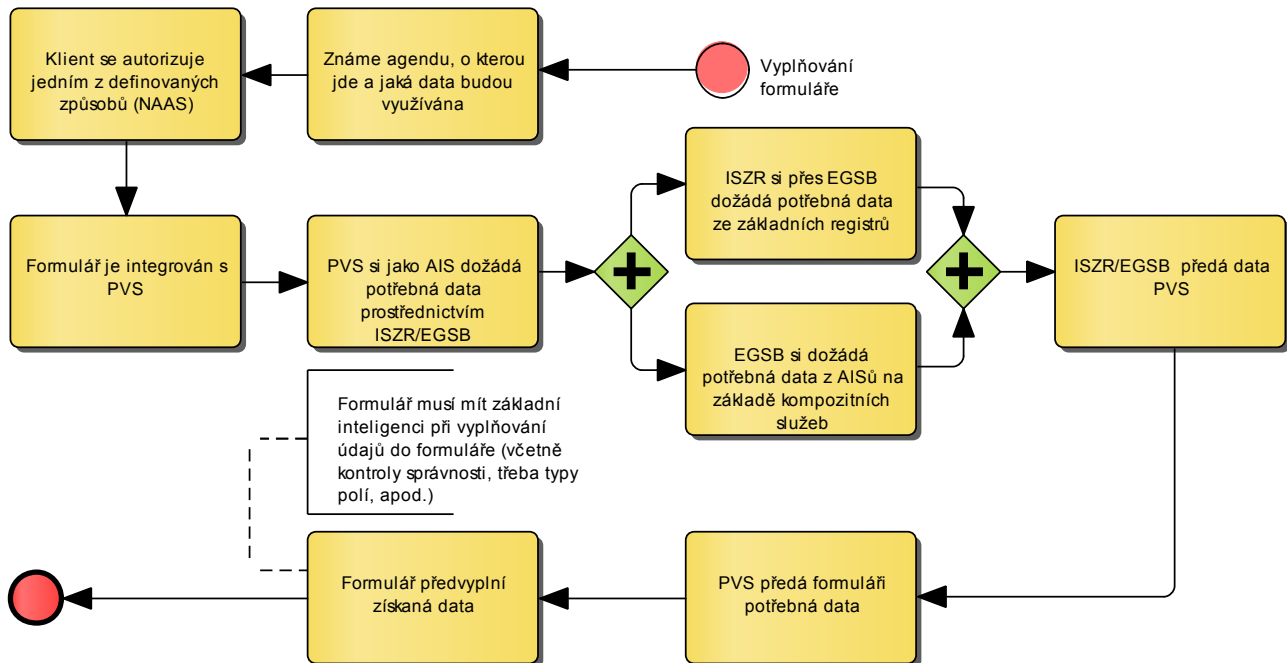 Vyplňování
formuláře
Známe agendu, o kterou
jde a jaká data budou
využívána
Klient se autorizuje
jedním z definovaných
způsobů (NAAS)
Formulář je integrován s
PVS
PVS si jako AIS dožádá
potřebná data
prostřednictvím
ISZR/EGSB
ISZR si přes EGSB
dožádá potřebná data
ze základních registrů
EGSB si dožádá
potřebná data z AISů na
základě kompozitních
služeb
ISZR/EGSB předá data
PVS
PVS předá formuláři
potřebná data
Formulář předvyplní
získaná data
Formulář musí mít základní
inteligenci při vyplňování
údajů do formuláře (včetně
kontroly správnosti, třeba typy
polí, apod.)